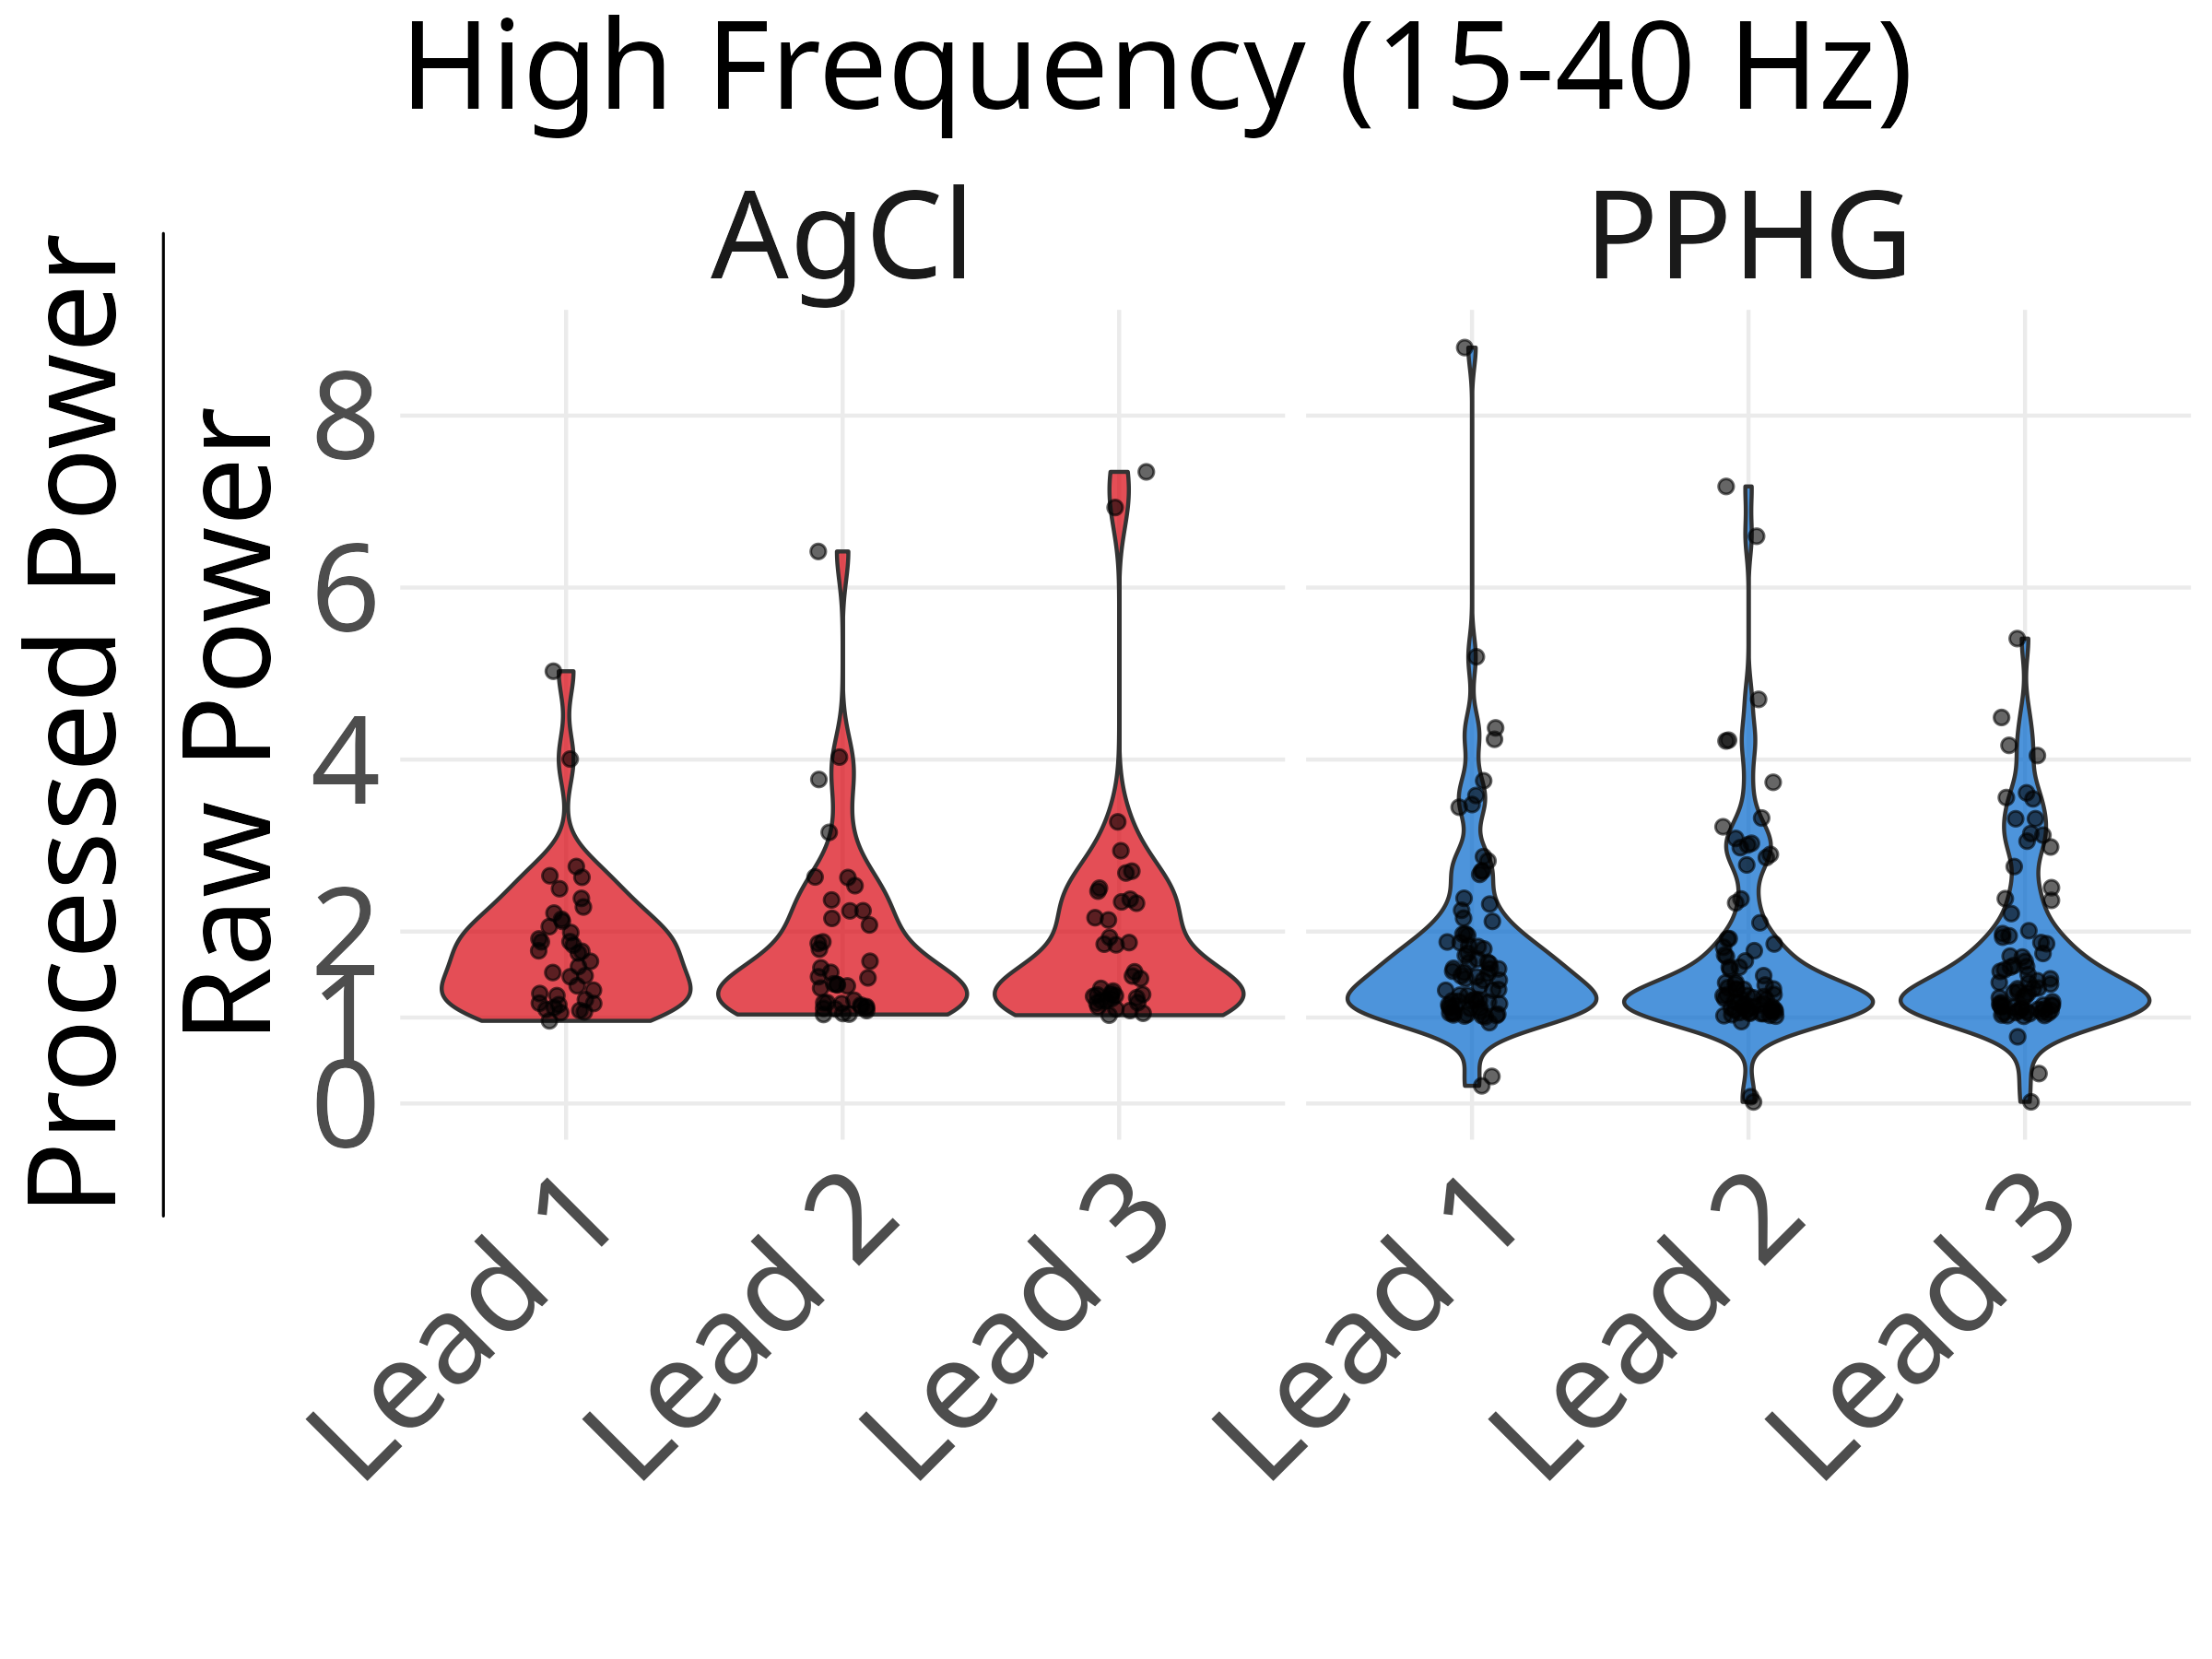 High Frequency (15-40 Hz)
AgCl
PPHG
Processed Power
Raw Power
8
6
4
2
1
0
Lead 1
Lead 2
Lead 3
Lead 1
Lead 2
Lead 3